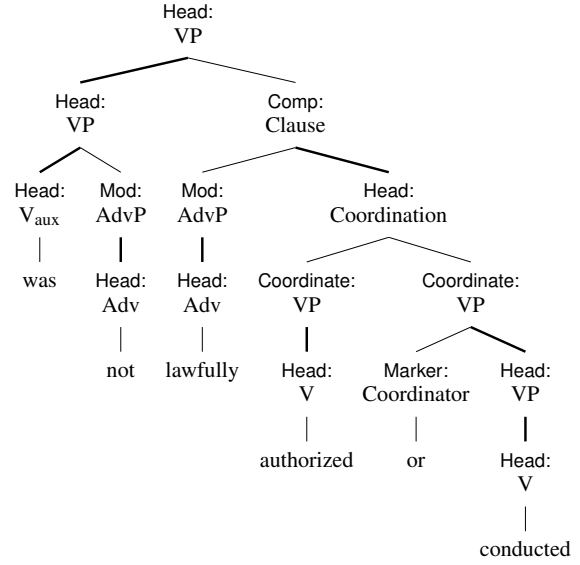 Head:
VP
Head: Comp:
VP Clause
Head: Mod: Mod: Head:
Vaux AdvP AdvP Coordination
was Head: Head: Coordinate: Coordinate:
Adv Adv VP VP
not lawfully Head: Marker: Head:
V Coordinator VP
authorized or Head:
V
conducted